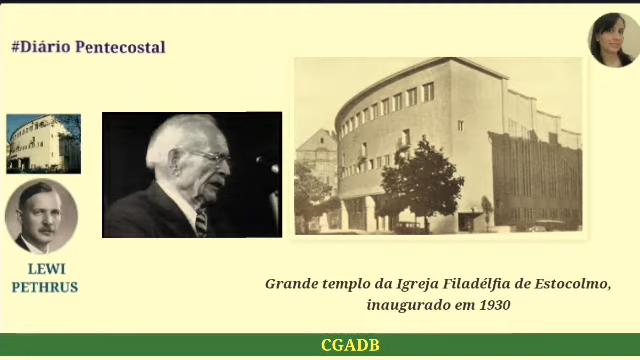 #Diário Pentecostal
LEWI
PETHRUS
Grande templo da Igreja Filadélfia de Estocolmo,
inaugurado em 1930
CGADB